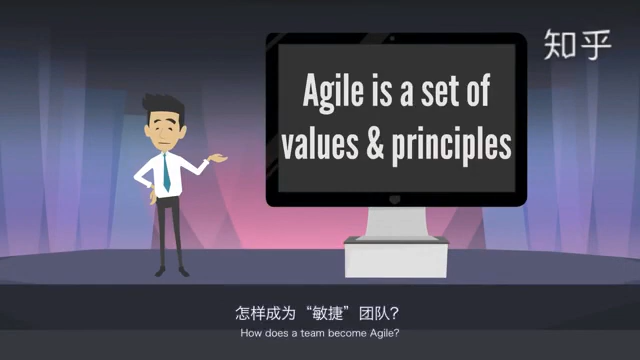 知乎
Agile is a set of
values & principles
怎样成为“敏捷”团队?
How does a team become Agile?